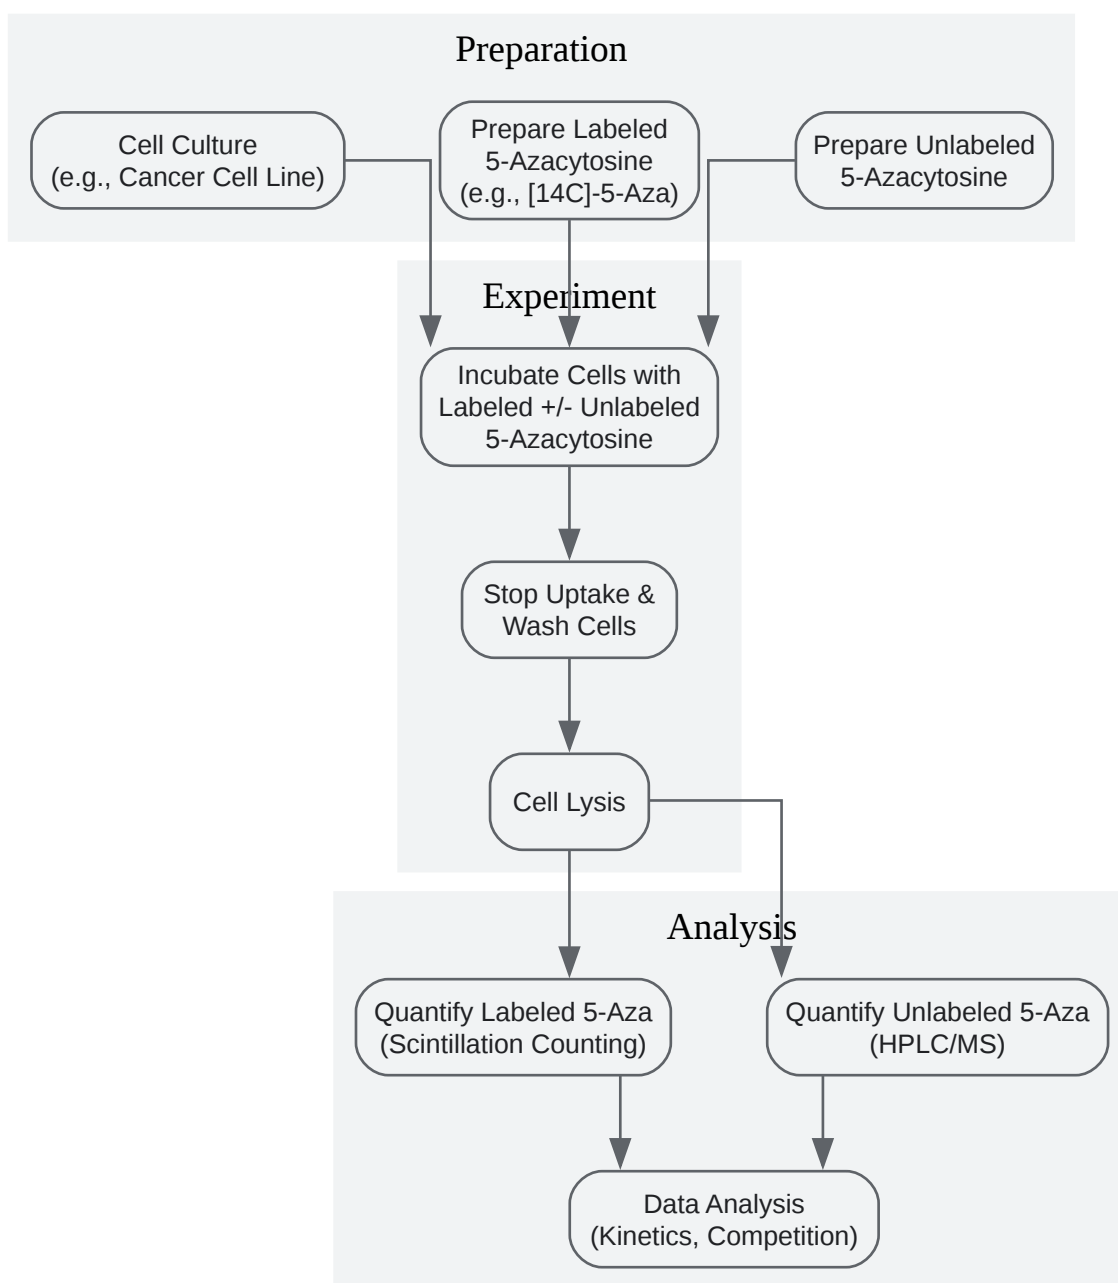 Preparation
Cell Culture
(e.g., Cancer Cell Line)
Prepare Labeled
5-Azacytosine
(e.g., [14C]-5-Aza)
Prepare Unlabeled
5-Azacytosine
Experiment
Incubate Cells with
Labeled +/- Unlabeled
5-Azacytosine
Stop Uptake &
Wash Cells
Cell Lysis
Analysis
Quantify Labeled 5-Aza
(Scintillation Counting)
Quantify Unlabeled 5-Aza
(HPLC/MS)
Data Analysis
(Kinetics, Competition)